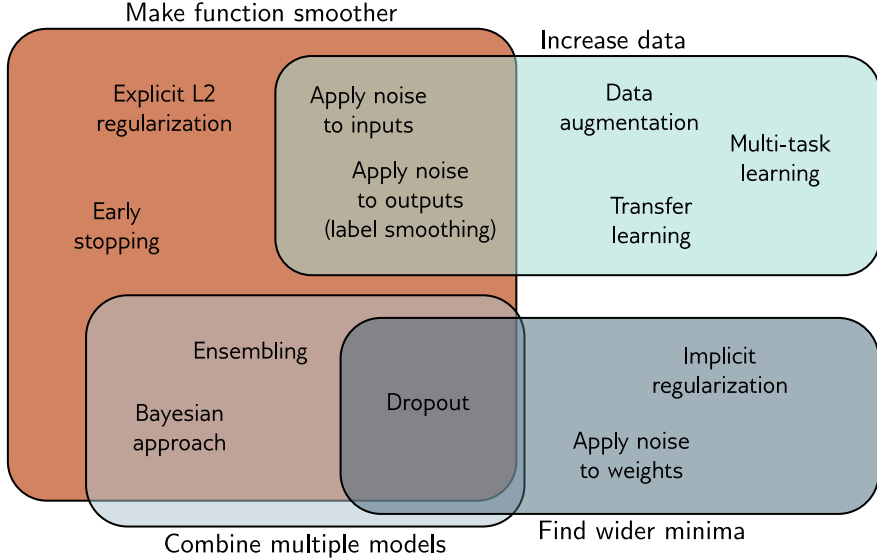 Make function smoother
Increase data
Explicit L2
regularization
Apply noise
to inputs
Data
augmentation
Multi-task
learning
Apply noise
to outputs
(label smoothing)
Early
stopping
Transfer
learning
Ensembling
Implicit
regularization
Dropout
Bayesian
approach
Apply noise
to weights
Combine multiple models
Find wider minima